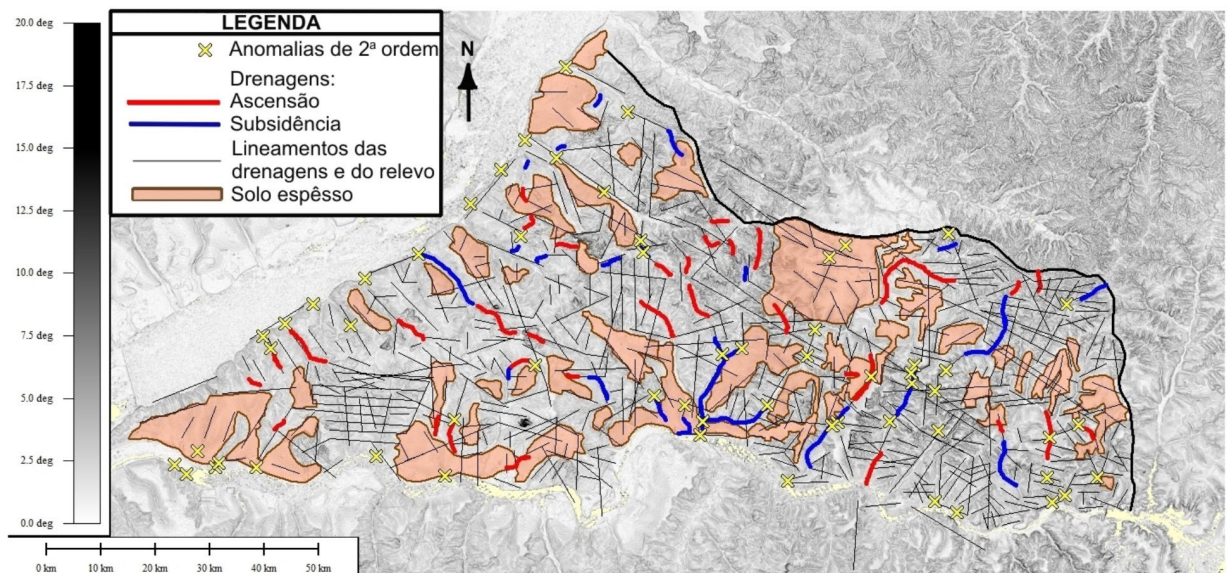 20.0 deg
17.5 deg
15.0 deg
12.5 deg
10.0 deg
7.5 deg
5.0 deg
2.5 deg
0.0 deg
LEGENDA
Anomalias de 2ª ordem
Drenagens:
Ascensão
Subsidência
Lineamentos das
drenagens e do relevo
Solo espêsso
N
0 km 10 km 20 km 30 km 40 km 50 km